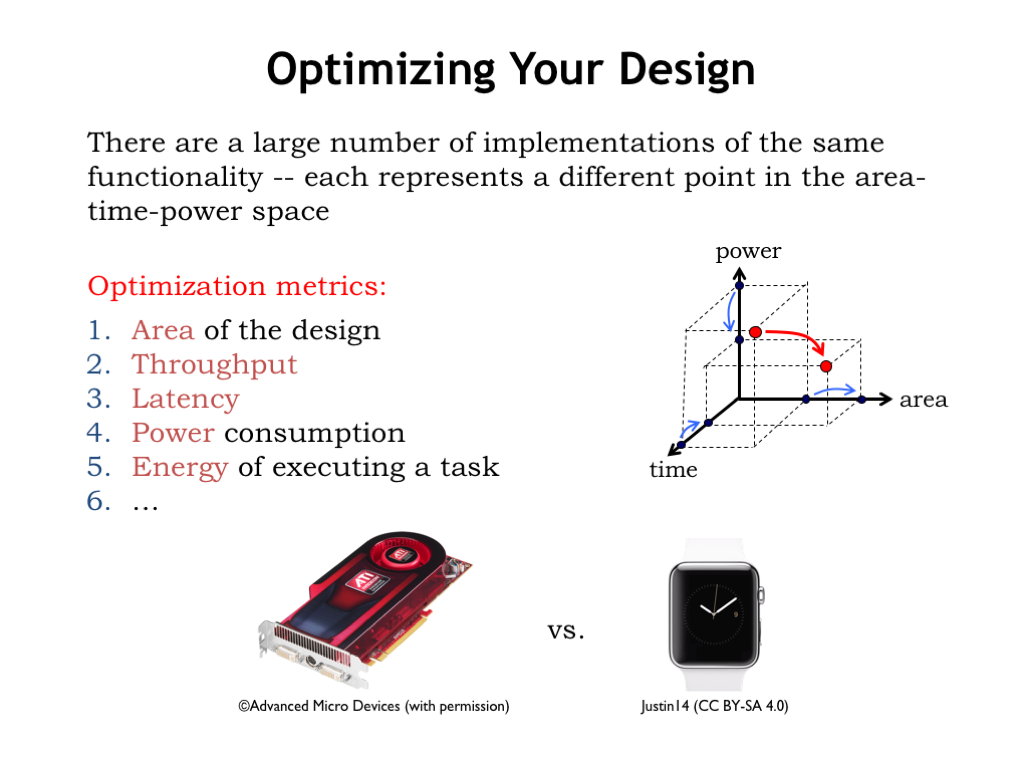 Optimizing Your Design
There are a large number of implementations of the same
functionality -- each represents a different point in the area-
time-power space
Optimization metrics:
1. Area of the design
2. Throughput
3. Latency
4. Power consumption
5. Energy of executing a task
6. ...
power
area
time
ATI
ATI
vs.
9
©Advanced Micro Devices (with permission)
Justin14 (CC BY-SA 4.0)